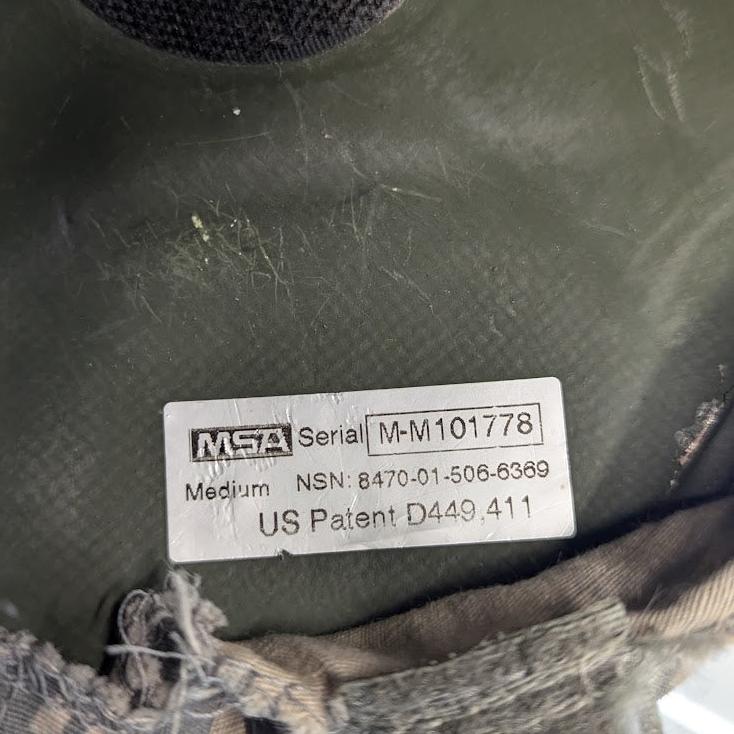 MSA Serial M-M101778
Medium NSN: 8470-01-506-6369
US Patent D449,411